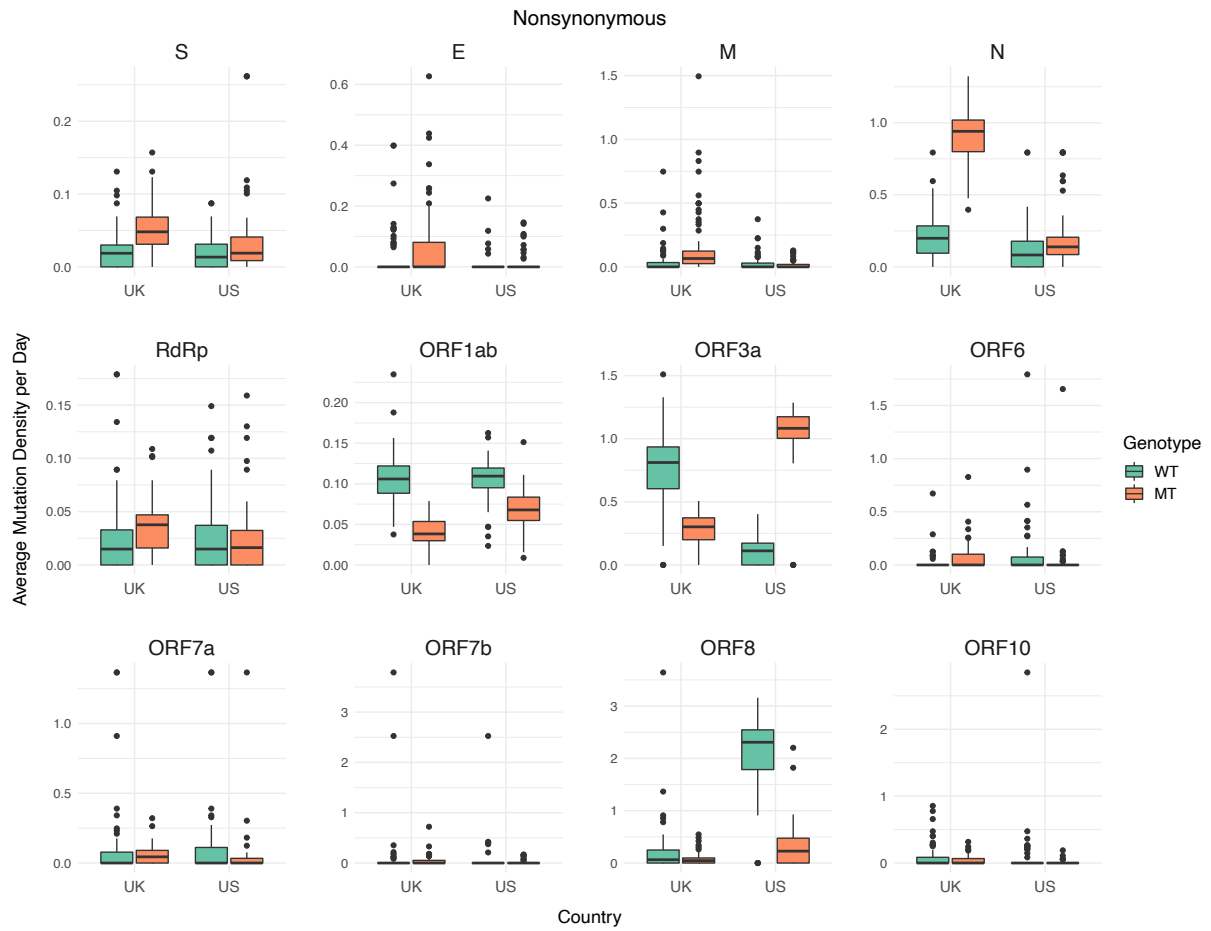 Nonsynonymous
S E M N
0.2
0.1
0.0
UK US
0.6
0.4
0.2
0.0
UK US
1.5
1.0
0.5
0.0
UK US
1.0
0.5
0.0
UK US
Average Mutation Density per Day
RdRp ORF1ab ORF3a ORF6
0.15
0.10
0.05
0.00
UK US
0.20
0.15
0.10
0.05
0.00
UK US
1.5
1.0
0.5
0.0
UK US
1.5
1.0
0.5
0.0
UK US
Genotype
WT
MT
ORF7a ORF7b ORF8 ORF10
1.0
0.5
0.0
UK US
3
2
1
0
UK US
3
2
1
0
UK US
2
1
0
UK US
Country